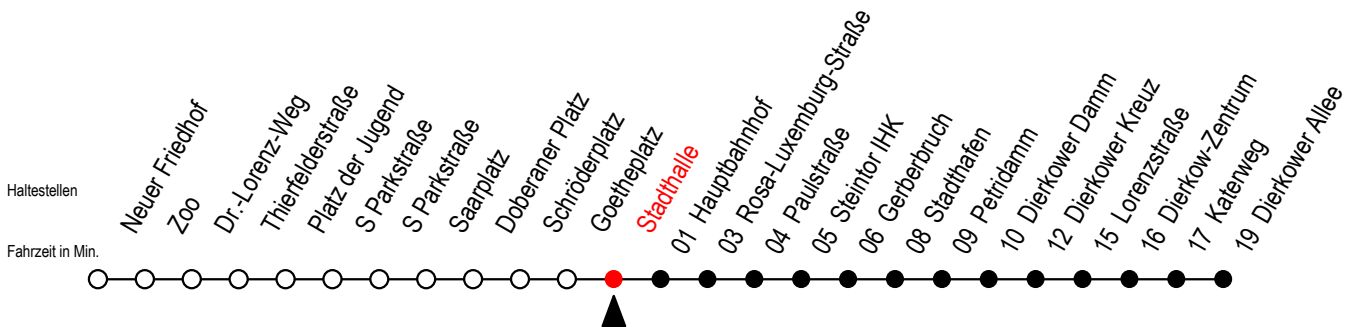 Haltestellen
Fahrzeit in Min.
Neuer Friedhof
Zoo
Dr.-Lorenz-Weg
Thierfelderstraße
Platz der Jugend
S Parkstraße
S Parkstraße
Saarplatz
Doberaner Platz
Schröderplatz
Goetheplatz
Stadthalle
01 Hauptbahnhof
03 Rosa-Luxemburg-Straße
04 Paulstraße
05 Steintor IHK
06 Gerberbruch
08 Stadthafen
09 Petridamm
10 Dierkower Damm
12 Dierkower Kreuz
15 Lorenzstraße
16 Dierkow-Zentrum
17 Katerweg
19 Dierkower Allee